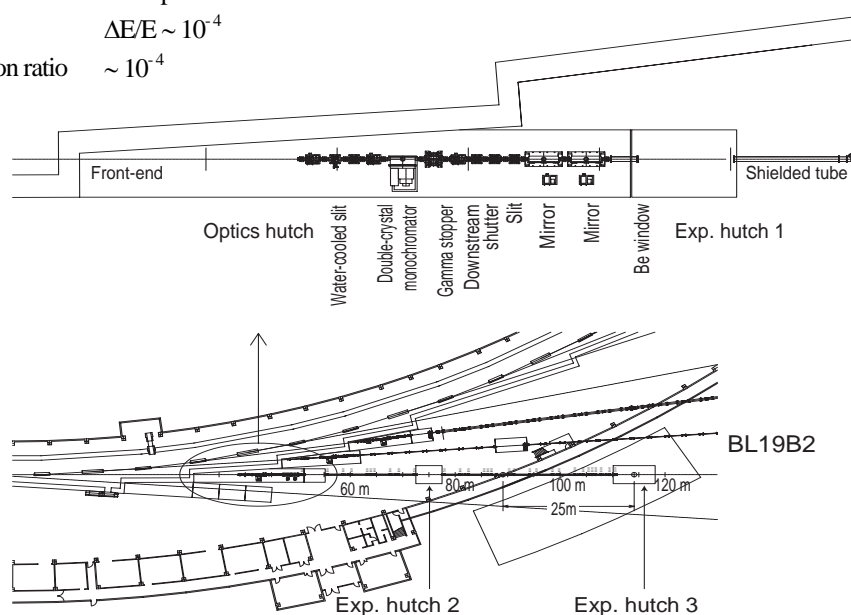 ΔE/E ~ 10⁻⁴
on ratio ~ 10⁻⁴
Front-end
Shielded tube
Optics hutch
Water-cooled slit
Double-crystal
monochromator
Gamma stopper
Downstream
shutter
Slit
Mirror
Mirror
Be window
Exp. hutch 1
BL19B2
60 m
80 m
100 m
120 m
25m
Exp. hutch 2
Exp. hutch 3